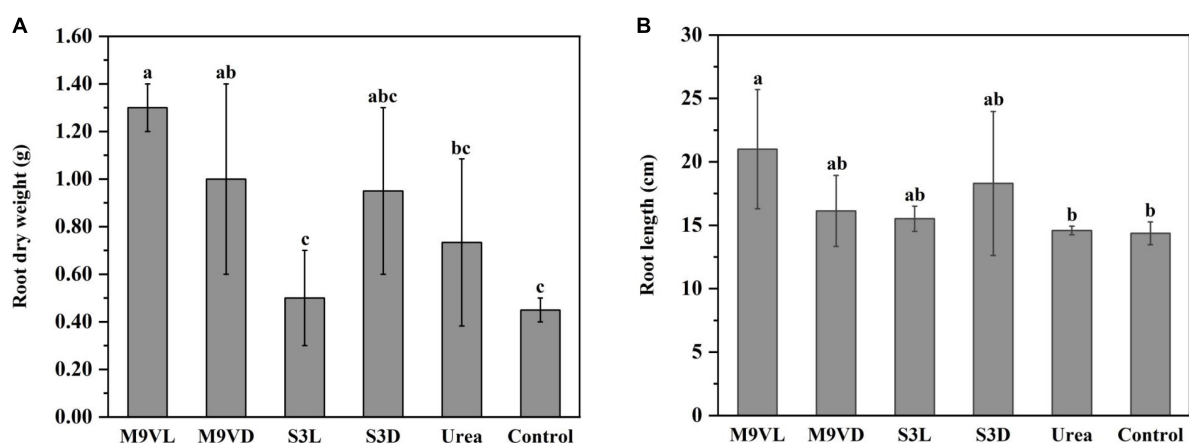 A
Root dry weight (g)
1.60
1.40
1.20
1.00
0.80
0.60
0.40
0.20
0.00
a
ab
c
abc
bc
c
M9VL M9VD S3L S3D Urea Control
B
Root length (cm)
30
25
20
15
10
5
0
a
ab
ab
ab
b
b
M9VL M9VD S3L S3D Urea Control